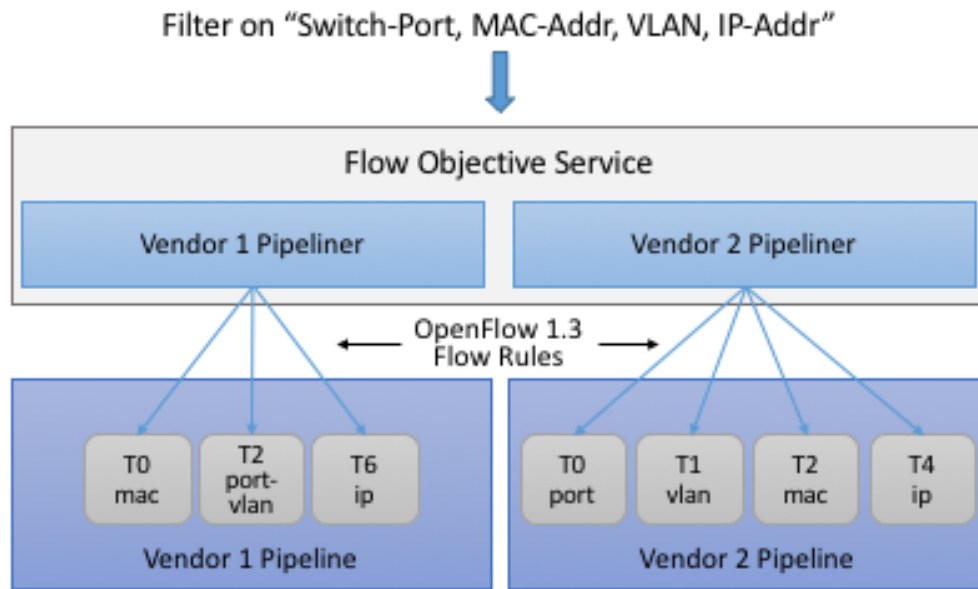 Filter on “Switch-Port, MAC-Addr, VLAN, IP-Addr”
Flow Objective Service
Vendor 1 Pipeliner
Vendor 2 Pipeliner
OpenFlow 1.3
Flow Rules
T0
mac
T2
port-
vlan
T6
ip
T0
port
T1
vlan
T2
mac
T4
ip
Vendor 1 Pipeline
Vendor 2 Pipeline